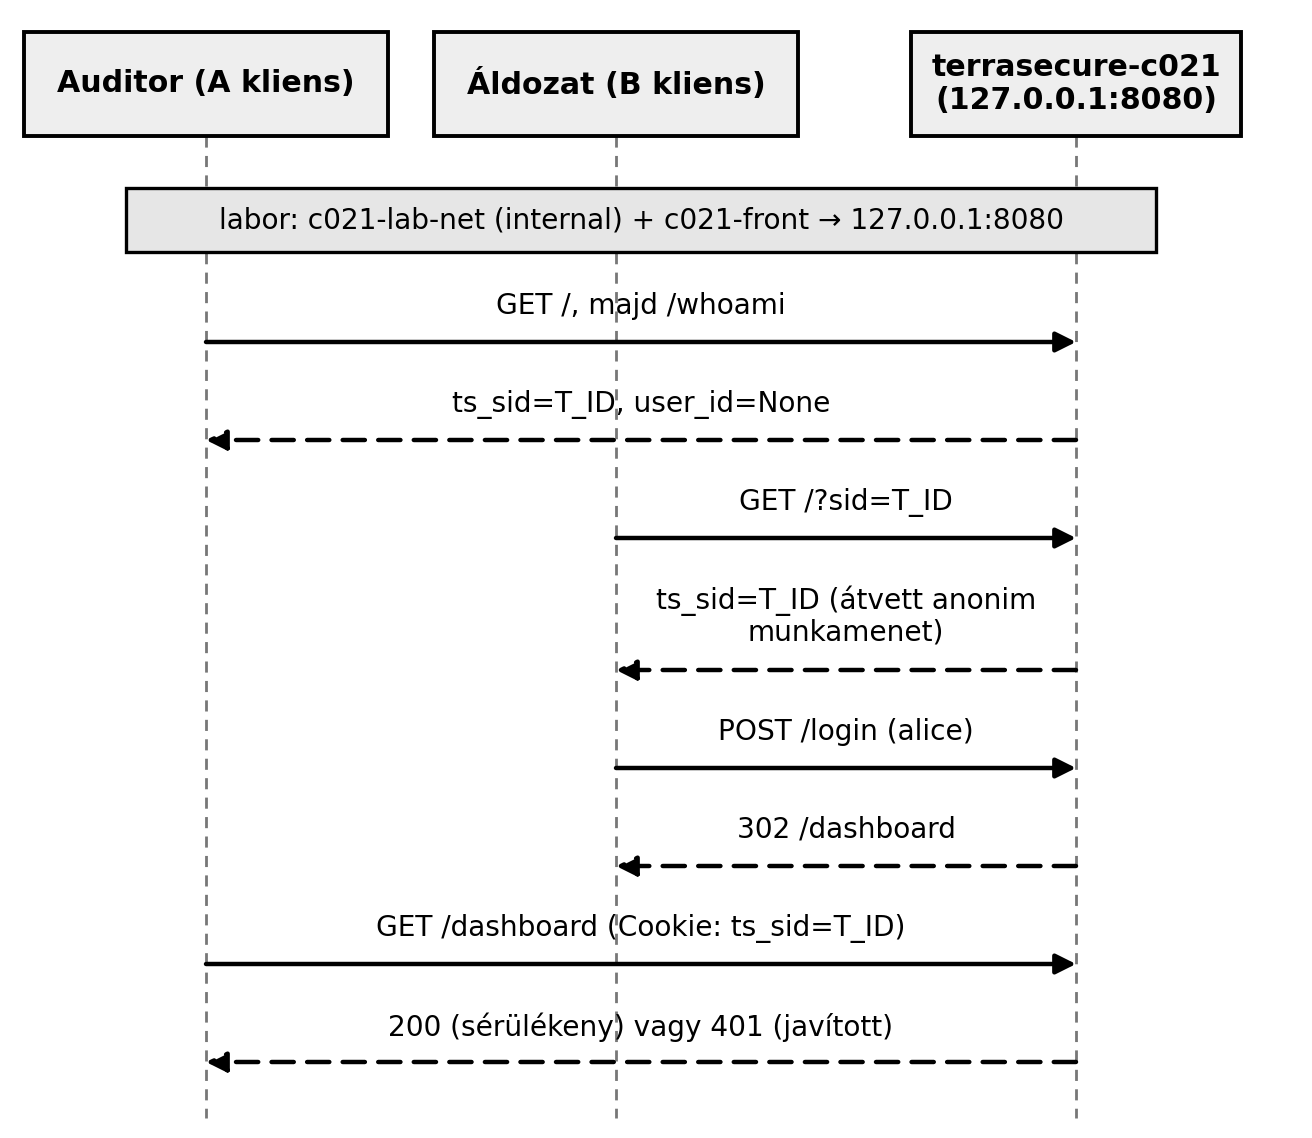 Auditor (A kliens)
Áldozat (B kliens)
terrasecure-c021
(127.0.0.1:8080)
labor: c021-lab-net (internal) + c021-front → 127.0.0.1:8080
GET /, majd /whoami
ts_sid=T_ID, user_id=None
GET /?sid=T_ID
ts_sid=T_ID (átvett anonim
munkamenet)
POST /login (alice)
302 /dashboard
GET /dashboard (Cookie: ts_sid=T_ID)
200 (sérülékeny) vagy 401 (javított)